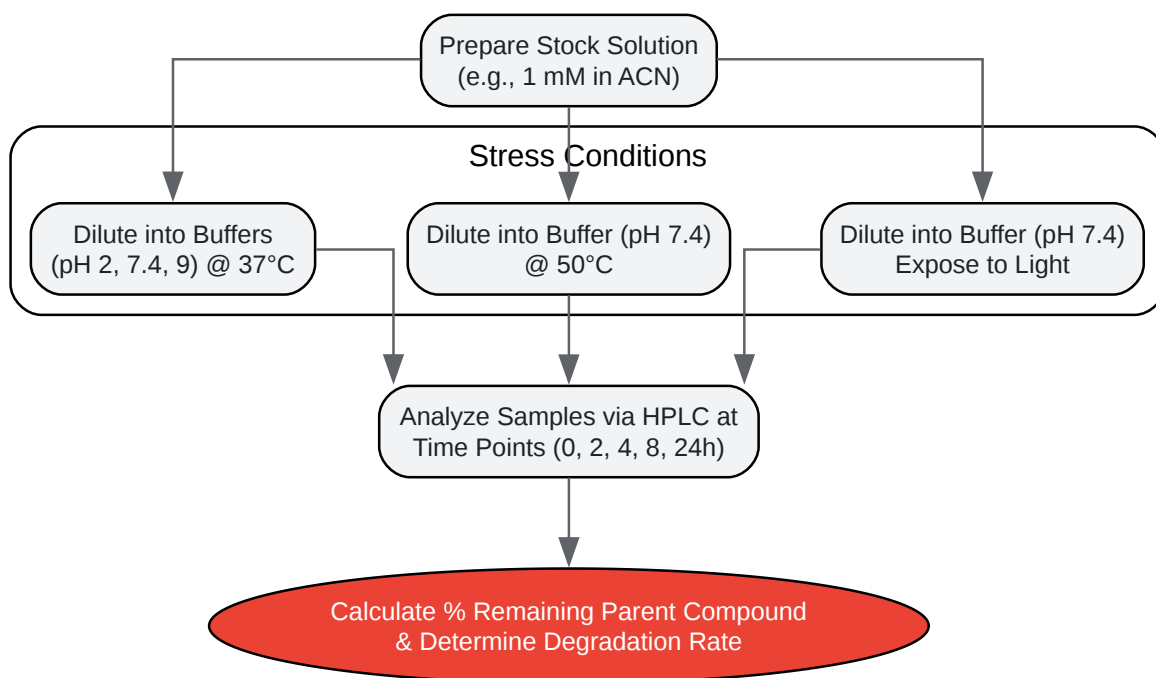 Prepare Stock Solution
(e.g., 1 mM in ACN)
Stress Conditions
Dilute into Buffers
(pH 2, 7.4, 9) @ 37°C
Dilute into Buffer (pH 7.4)
@ 50°C
Dilute into Buffer (pH 7.4)
Expose to Light
Analyze Samples via HPLC at
Time Points (0, 2, 4, 8, 24h)
Calculate % Remaining Parent Compound
& Determine Degradation Rate